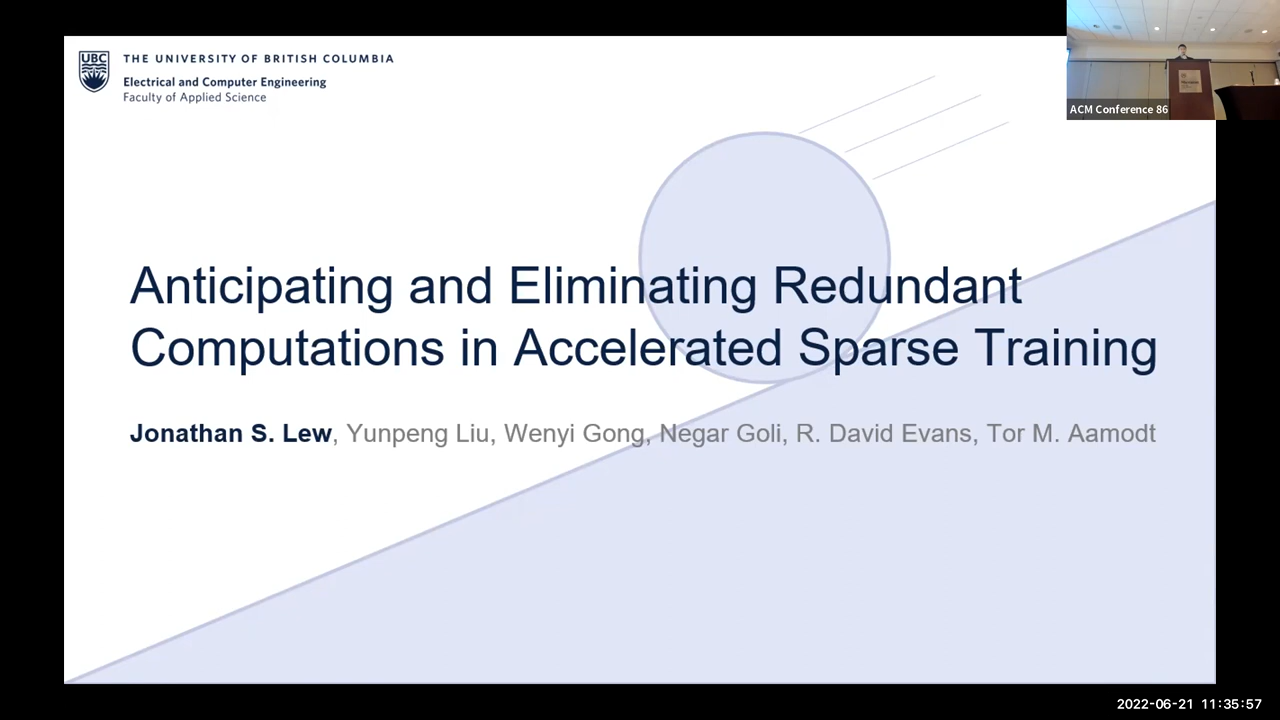 UBC
THE UNIVERSITY OF BRITISH COLUMBIA
Electrical and Computer Engineering
Faculty of Applied Science
ACM Conference 86
Anticipating and Eliminating Redundant
Computations in Accelerated Sparse Training
Jonathan S. Lew, Yunpeng Liu, Wenyi Gong, Negar Goli, R. David Evans, Tor M. Aamodt
2022-06-21 11:35:57